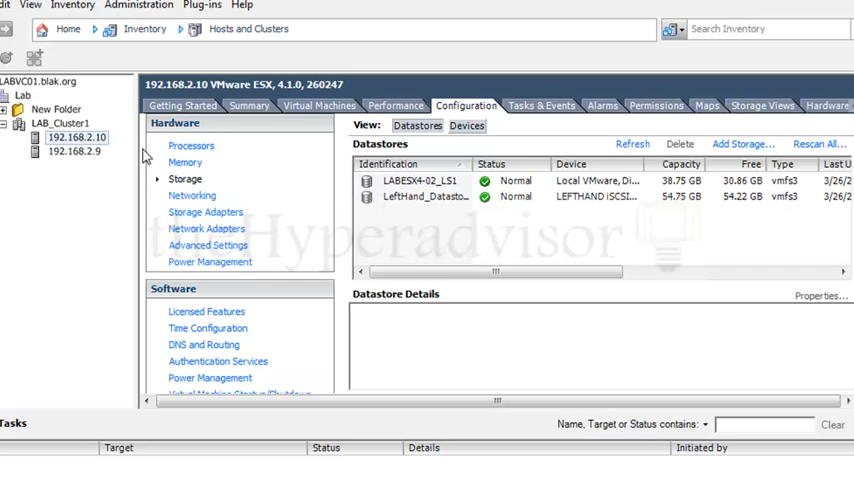 dit View Inventory Administration Plug-ins Help
Home Inventory Hosts and Clusters Search Inventory
LABVC01.blak.org
Lab
New Folder
LAB_Cluster1
192.168.2.10
192.168.2.9
192.168.2.10 VMware ESX, 4.1.0, 260247
Getting Started Summary Virtual Machines Performance Configuration Tasks & Events Alarms Permissions Maps Storage Views Hardware
Hardware
Processors
Memory
Storage
Networking
Storage Adapters
Network Adapters
Advanced Settings
Power Management
Software
Licensed Features
Time Configuration
DNS and Routing
Authentication Services
Power Management
Virtual Machine Startup/Shutdown
View: Datastores Devices
Datastores Refresh Delete Add Storage... Rescan All...
Identification Status Device Capacity Free Type Last U
LABESX4-02_LS1 Normal Local VMware, Di... 38.75 GB 30.86 GB vmfs3 3/26/2
LeftHand_Datasto... Normal LEFTHAND iSCSI... 54.75 GB 54.22 GB vmfs3 3/26/2
theHyperadvisor
Datastore Details Properties...
Tasks Name, Target or Status contains: Clear
Target Status Details Initiated by